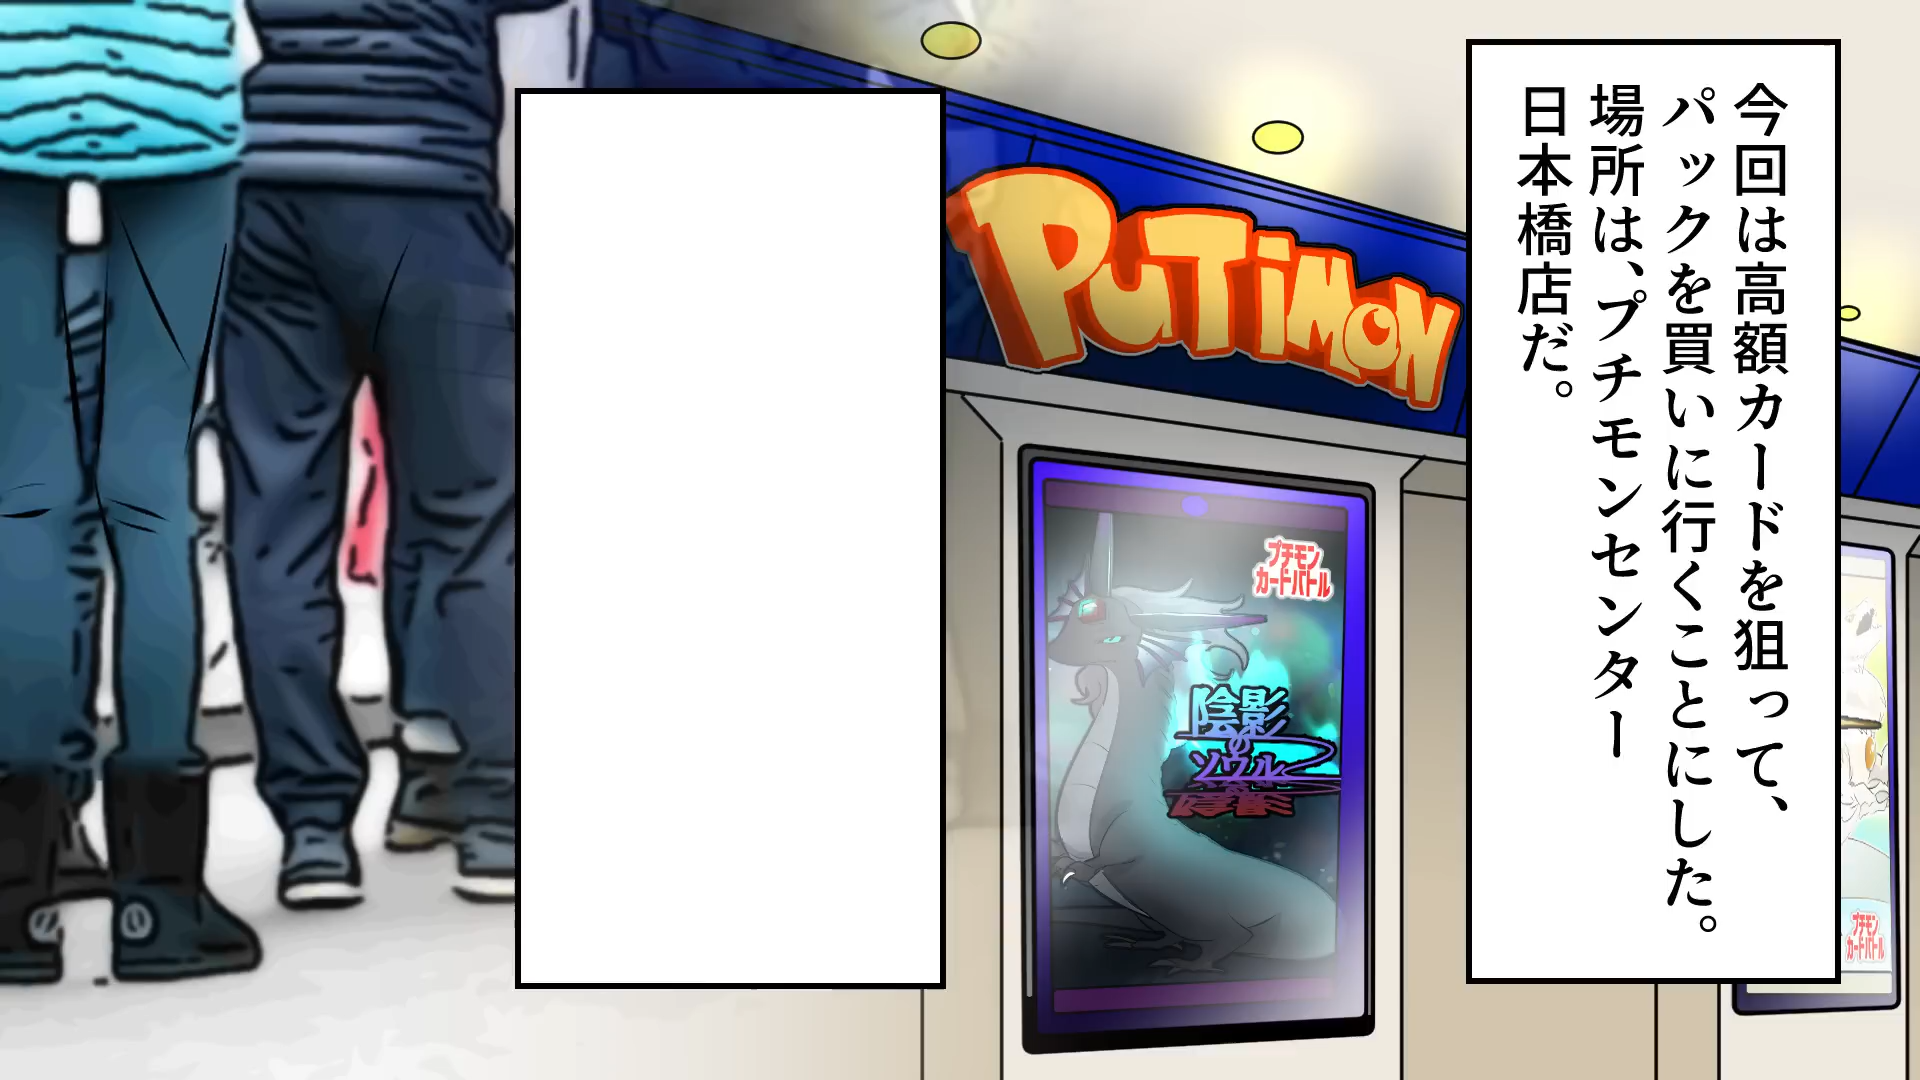 今回は高額カードを狙って、
パックを買いに行くことにした。
場所は、プチモンセンター
日本橋店だ。
PUTiMON
プチモン
カードバトル
陰影
の
ソウル
プチモン
カードバトル